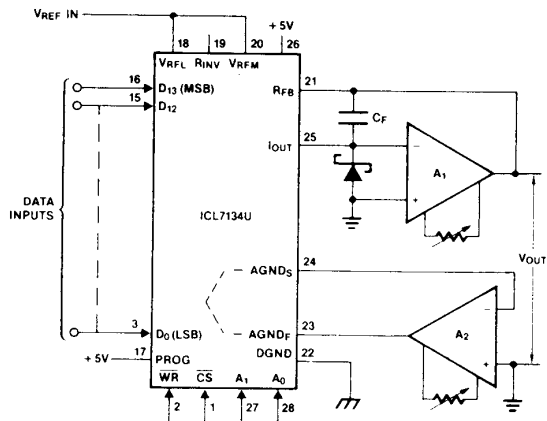 +5V
VREF IN
18 19 20 26
VRFL RINV VRFM
21
RFB
16
D13 (MSB)
15
D12
CF
25
IOUT
−
A1
+
DATA
INPUTS
ICL7134U
VOUT
24
AGNDS
−
A2
+
3
D0 (LSB)
AGNDF
23
17
+5V
PROG
DGND
22
WR CS A1 A0
2 1 27 28